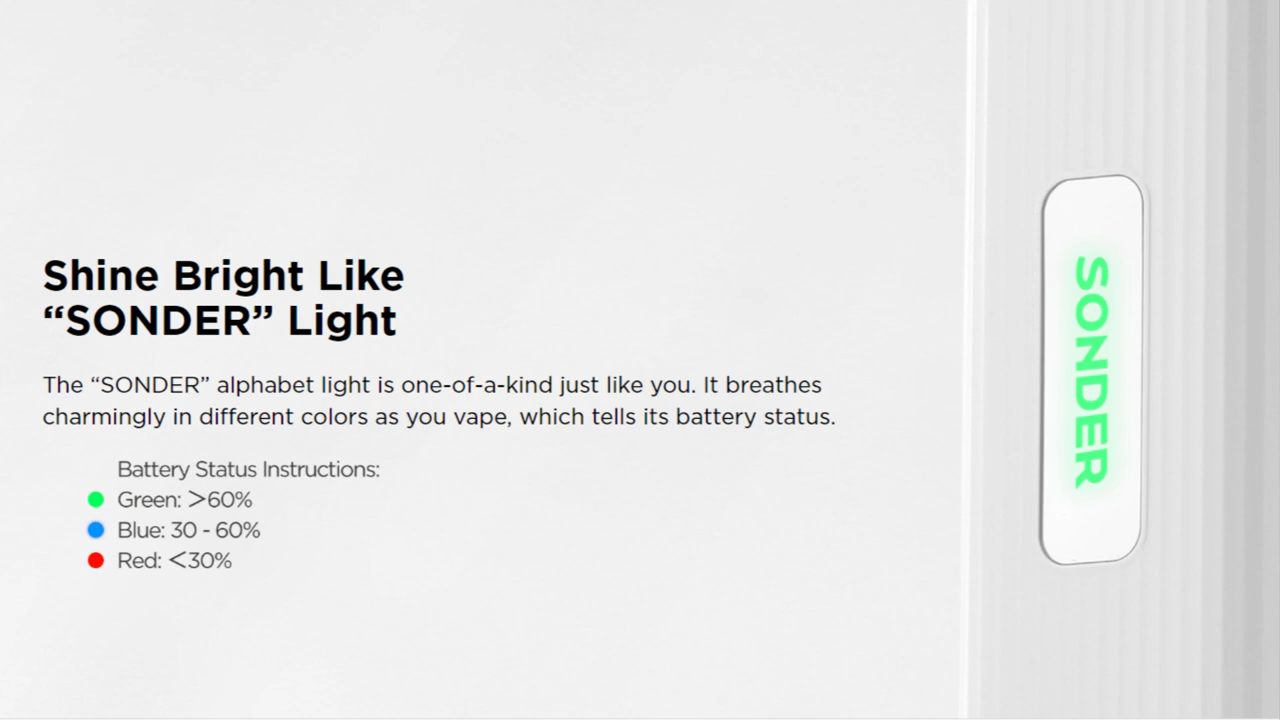 Shine Bright Like
“SONDER” Light
The “SONDER” alphabet light is one-of-a-kind just like you. It breathes
charmingly in different colors as you vape, which tells its battery status.
Battery Status Instructions:
Green: >60%
Blue: 30 - 60%
Red: <30%
SONDER